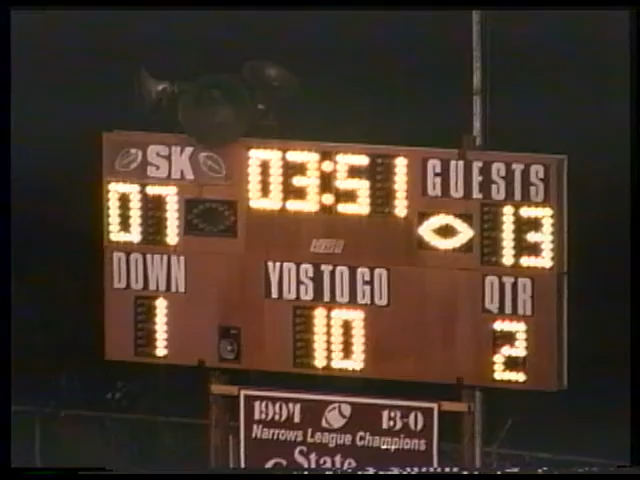 SK 03:51 GUESTS
07 13
DOWN YDS TO GO QTR
1 10 2
13-0
Narrows League Champions
State